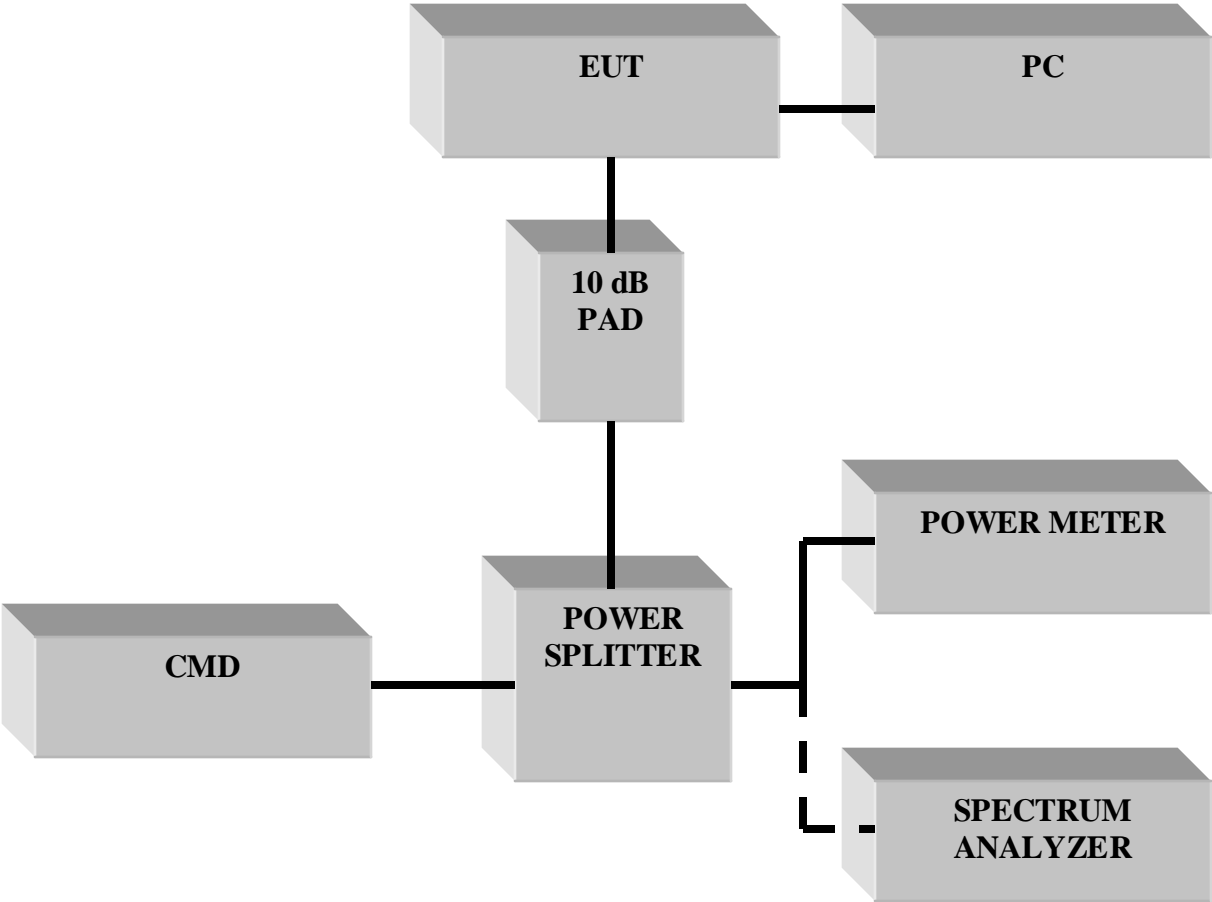 EUT
PC
10 dB
PAD
POWER METER
POWER
SPLITTER
CMD
SPECTRUM
ANALYZER